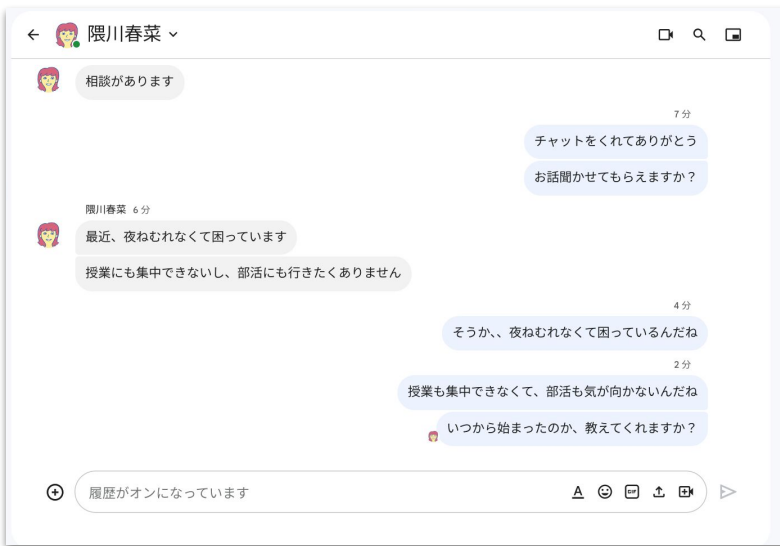 隈川春菜
相談があります
7 分
チャットをくれてありがとう
お話聞かせてもらえますか？
隈川春菜 6 分
最近、夜ねむれなくて困っています
授業にも集中できないし、部活にも行きたくありません
4 分
そうか、、夜ねむれなくて困っているんだね
2 分
授業も集中できなくて、部活も気が向かないんだね
いつから始まったのか、教えてくれますか？
履歴がオンになっています
A
GIF